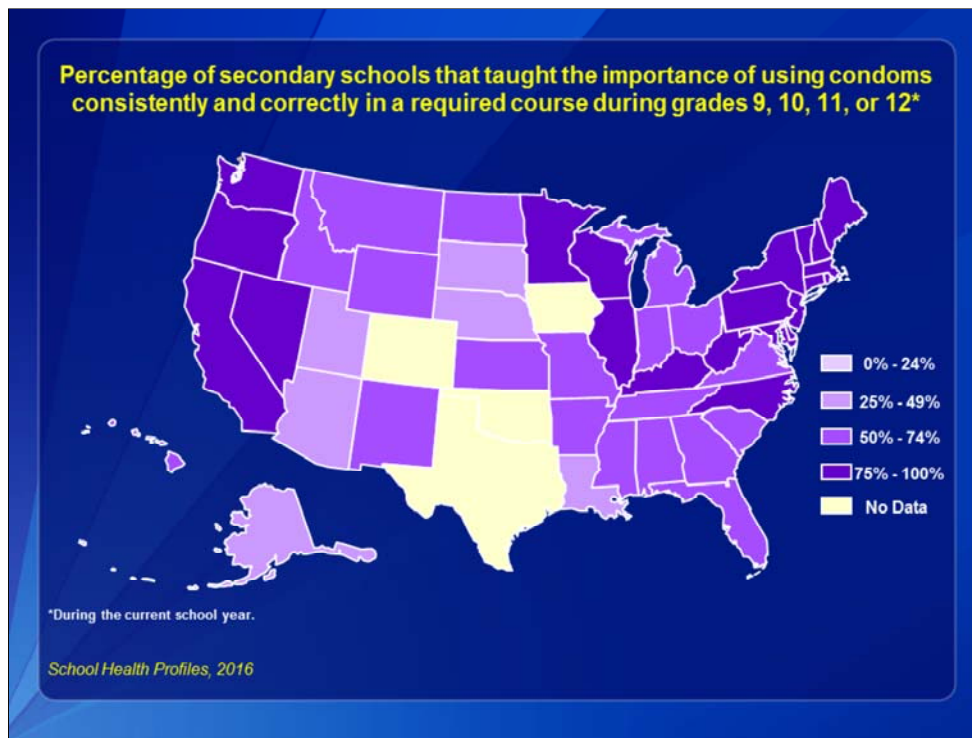 Percentage of secondary schools that taught the importance of using condoms
consistently and correctly in a required course during grades 9, 10, 11, or 12*
0% - 24%
25% - 49%
50% - 74%
75% - 100%
No Data
*During the current school year.
School Health Profiles, 2016